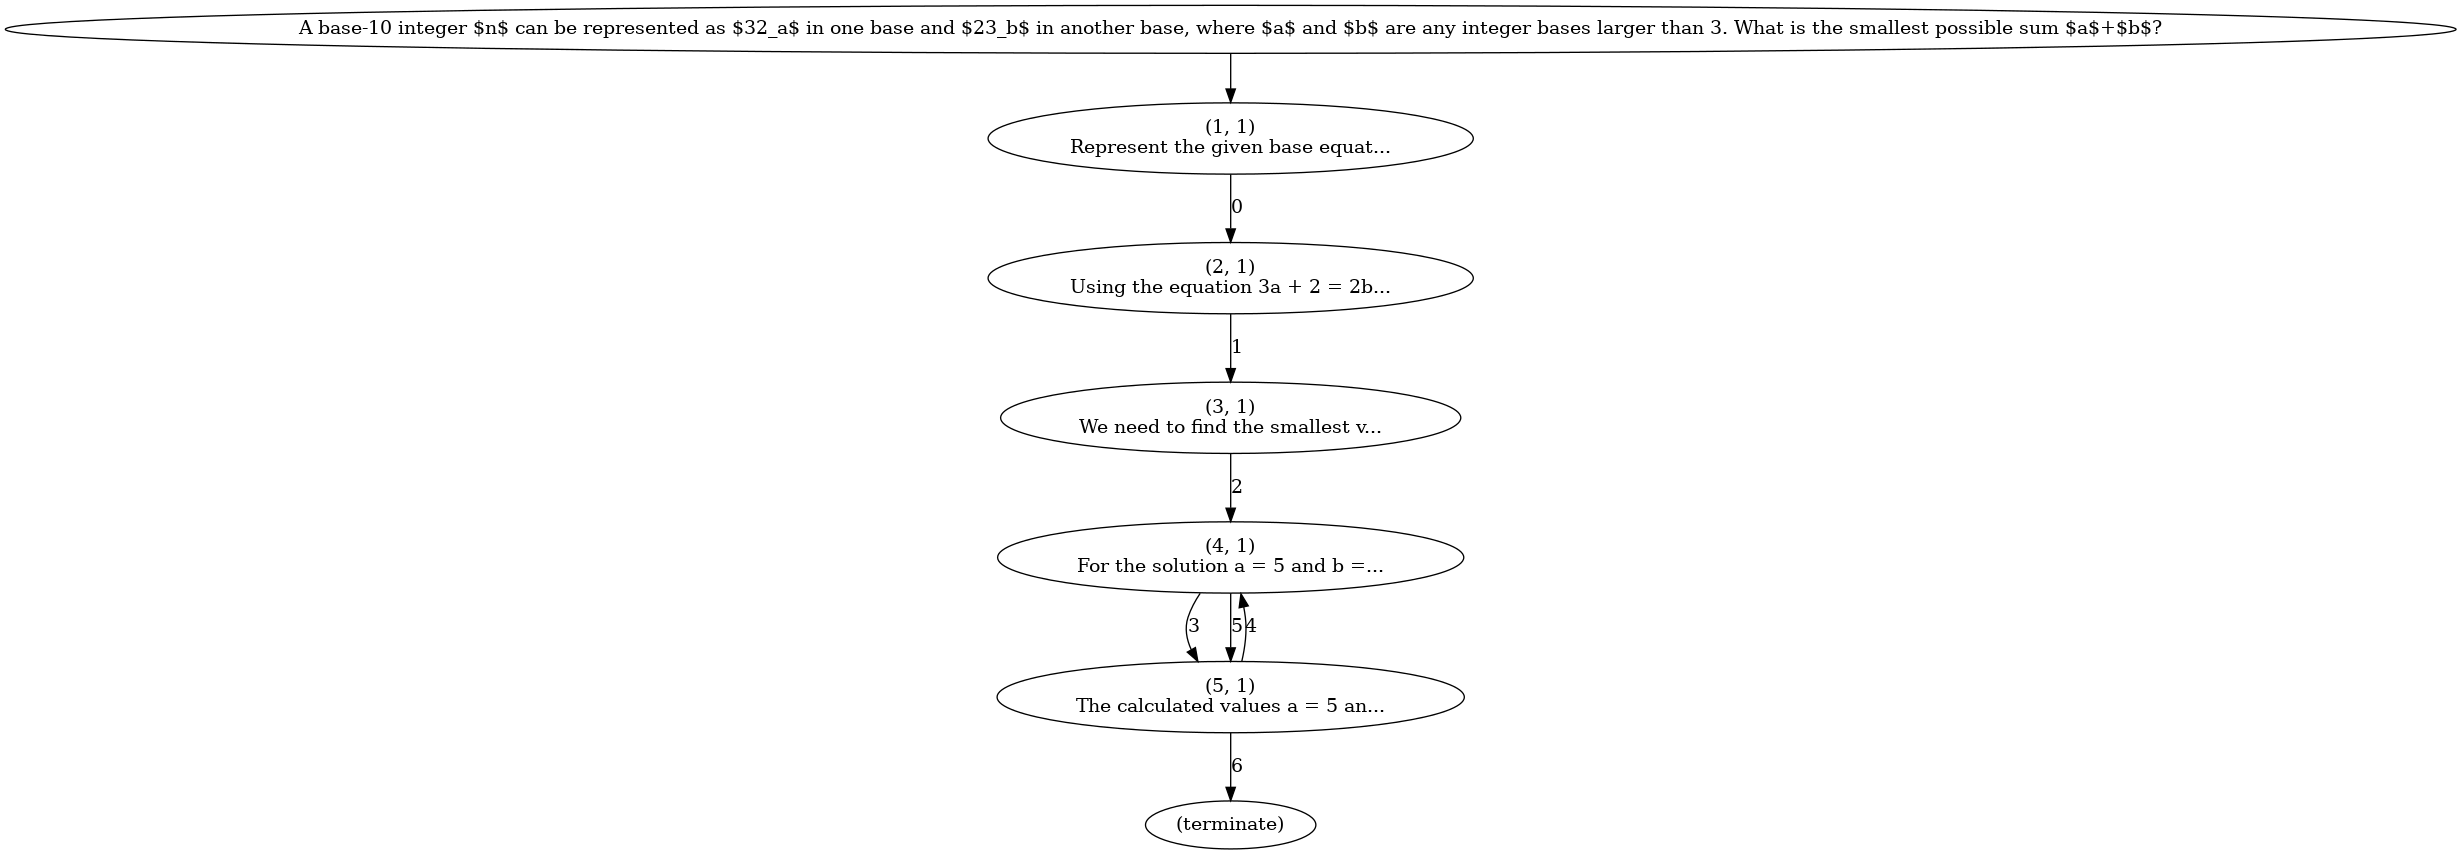 A base-10 integer $n$ can be represented as $32_a$ in one base and $23_b$ in another base, where $a$ and $b$ are any integer bases larger than 3. What is the smallest possible sum $a$+$b$?
(1, 1)
Represent the given base equat...
0
(2, 1)
Using the equation 3a + 2 = 2b...
1
(3, 1)
We need to find the smallest v...
2
(4, 1)
For the solution a = 5 and b =...
3
5
4
(5, 1)
The calculated values a = 5 an...
6
(terminate)